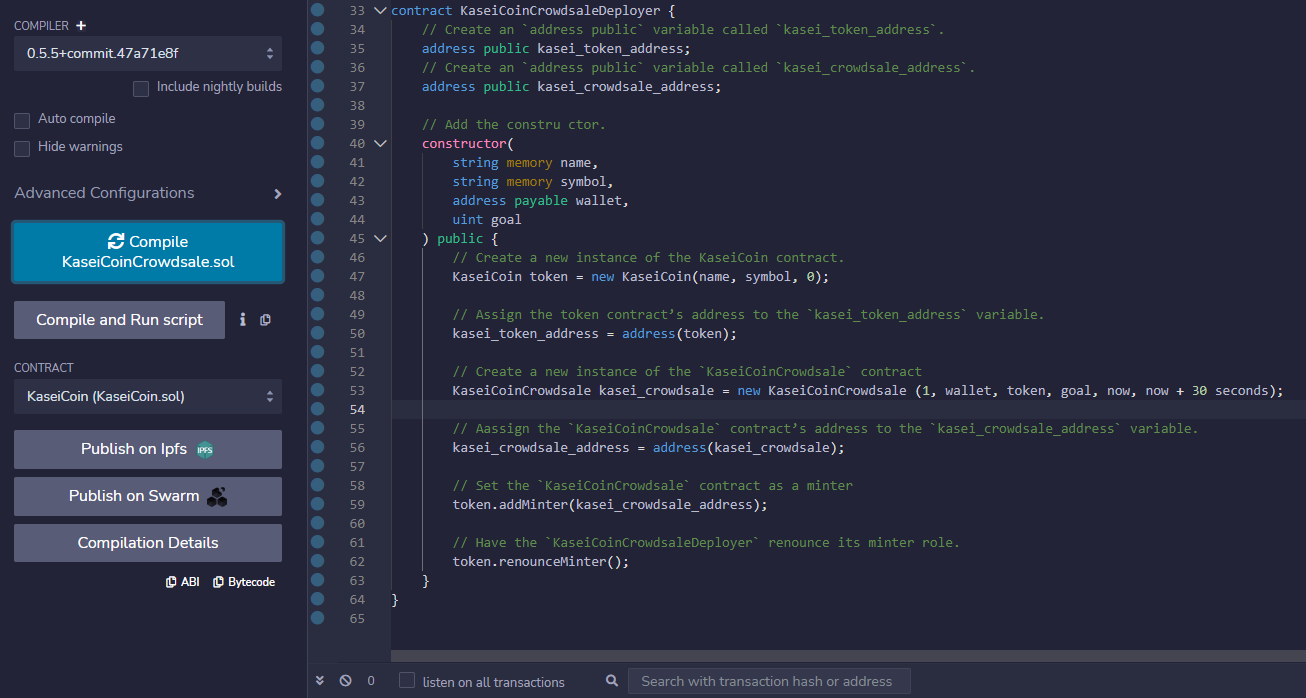 COMPILER +
0.5.5+commit.47a71e8f
Include nightly builds
Auto compile
Hide warnings
Advanced Configurations
Compile
KaseiCoinCrowdsale.sol
Compile and Run script
CONTRACT
KaseiCoin (KaseiCoin.sol)
Publish on Ipfs IPFS
Publish on Swarm
Compilation Details
ABI Bytecode
33 contract KaseiCoinCrowdsaleDeployer {
34 // Create an `address public` variable called `kasei_token_address`.
35 address public kasei_token_address;
36 // Create an `address public` variable called `kasei_crowdsale_address`.
37 address public kasei_crowdsale_address;
38
39 // Add the constru ctor.
40 constructor(
41 string memory name,
42 string memory symbol,
43 address payable wallet,
44 uint goal
45 ) public {
46 // Create a new instance of the KaseiCoin contract.
47 KaseiCoin token = new KaseiCoin(name, symbol, 0);
48
49 // Assign the token contract’s address to the `kasei_token_address` variable.
50 kasei_token_address = address(token);
51
52 // Create a new instance of the `KaseiCoinCrowdsale` contract
53 KaseiCoinCrowdsale kasei_crowdsale = new KaseiCoinCrowdsale (1, wallet, token, goal, now, now + 30 seconds);
54
55 // Aassign the `KaseiCoinCrowdsale` contract’s address to the `kasei_crowdsale_address` variable.
56 kasei_crowdsale_address = address(kasei_crowdsale);
57
58 // Set the `KaseiCoinCrowdsale` contract as a minter
59 token.addMinter(kasei_crowdsale_address);
60
61 // Have the `KaseiCoinCrowdsaleDeployer` renounce its minter role.
62 token.renounceMinter();
63 }
64 }
65
0 listen on all transactions Search with transaction hash or address